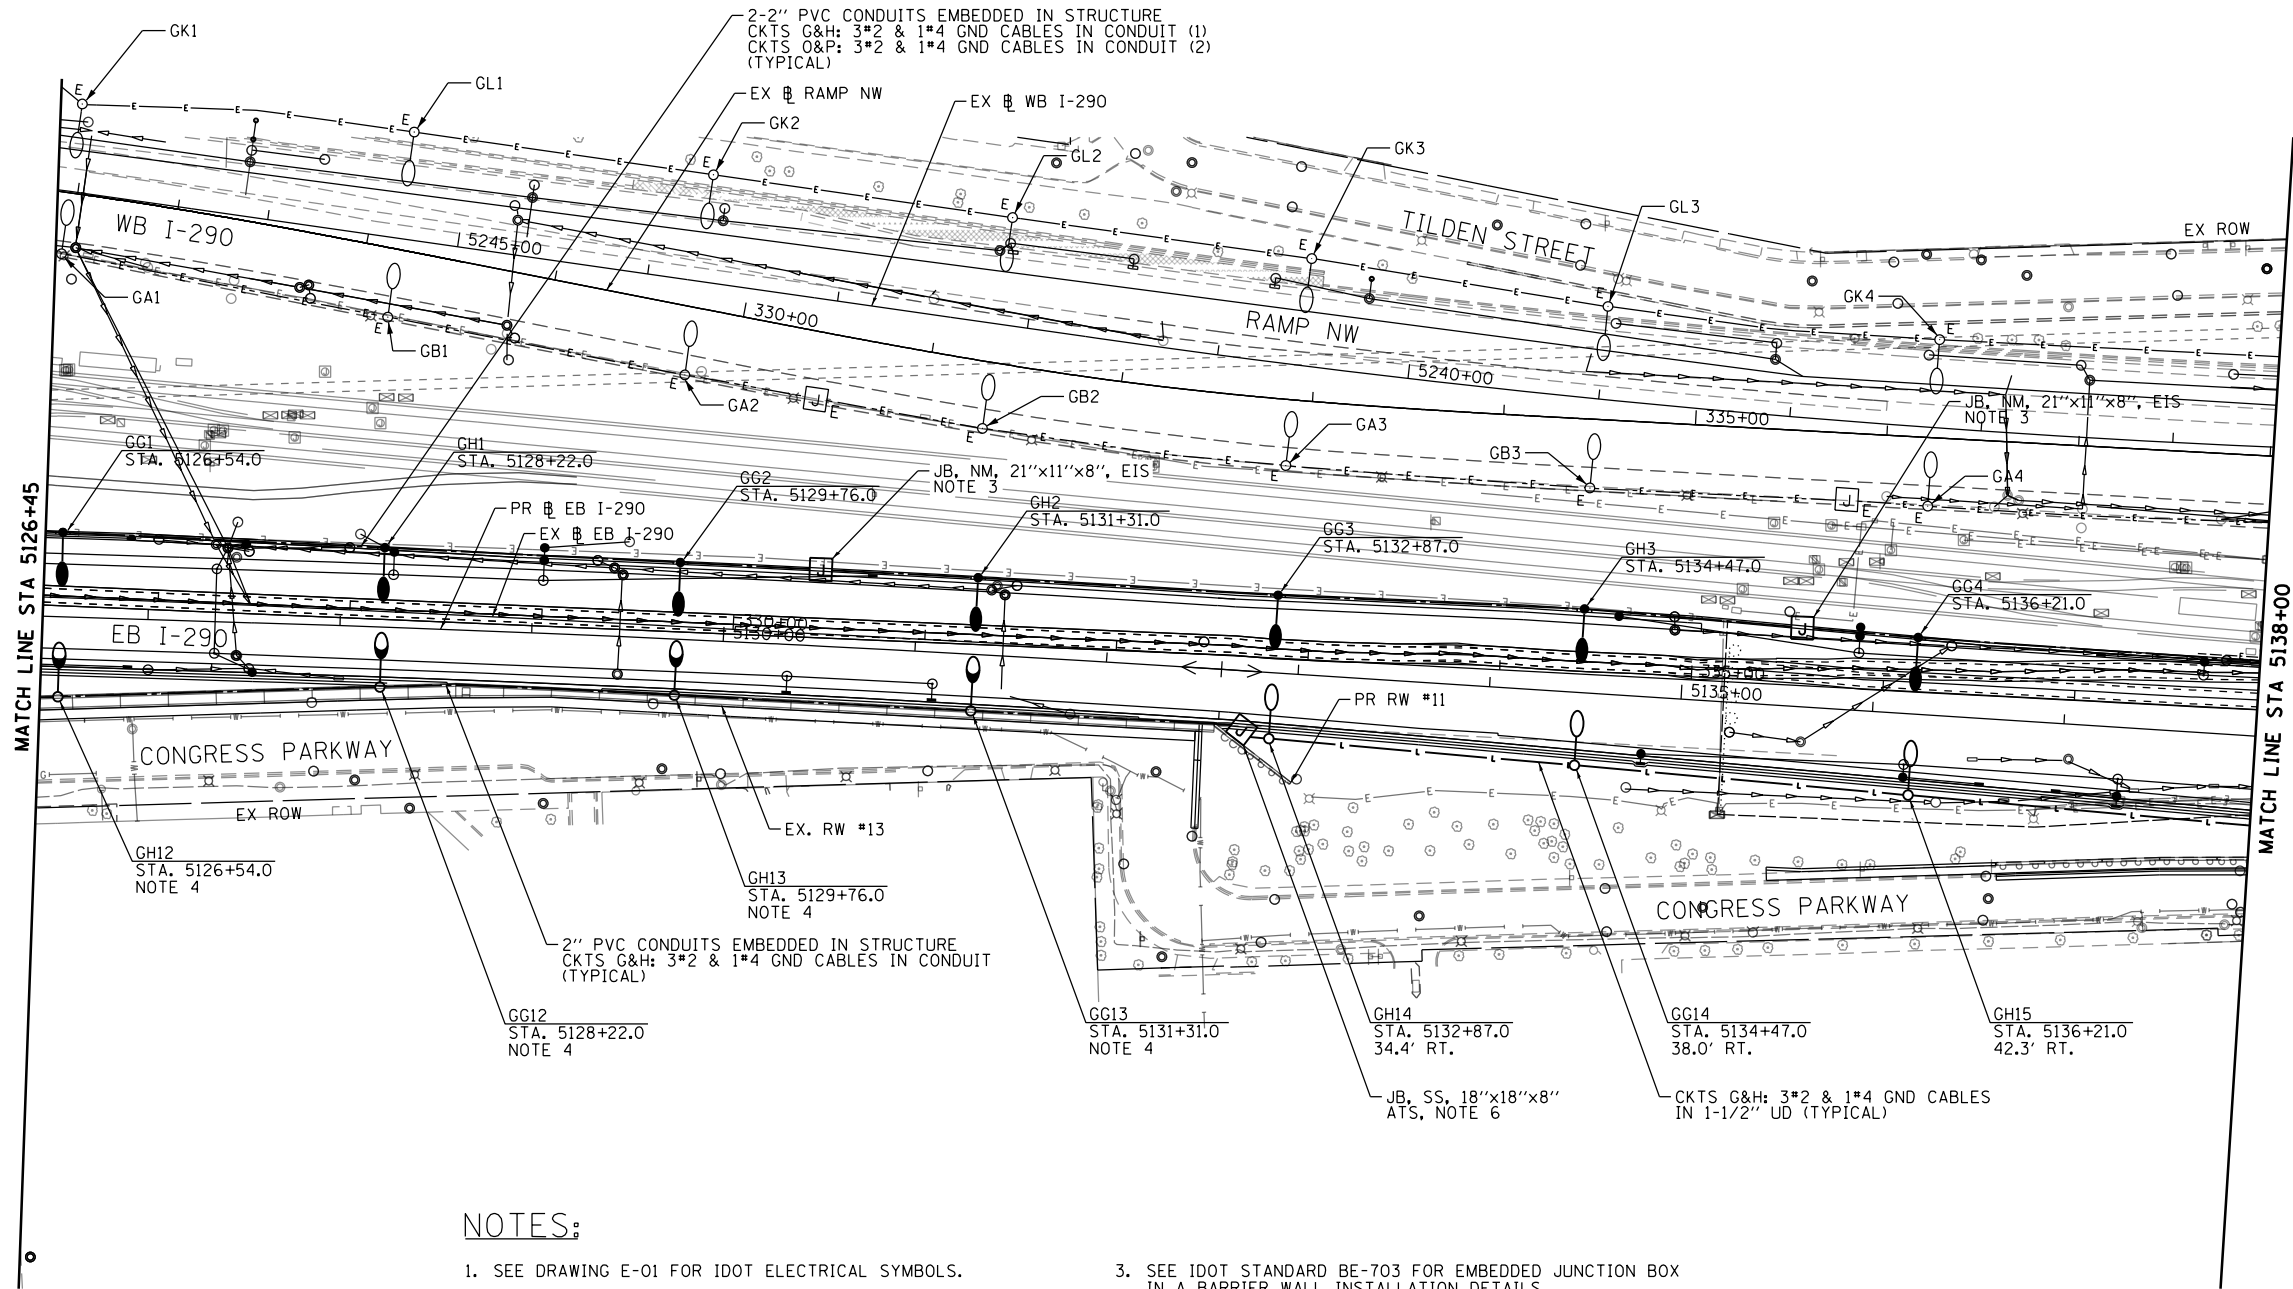 2-2" PVC CONDUITS EMBEDDED IN STRUCTURE
CKTS G&H: 3#2 & 1#4 GND CABLES IN CONDUIT (1)
CKTS O&P: 3#2 & 1#4 GND CABLES IN CONDUIT (2)
(TYPICAL)
GK1
GL1
EX BL RAMP NW
EX BL WB I-290
GK2
GL2
GK3
GL3
TILDEN STREET
EX ROW
WB I-290
5245+00
GA1
GB1
330+00
RAMP NW
GK4
5240+00
335+00
GA2
J
GB2
GA3
GB3
J
GA4
JB, NM, 21"x11"x8", EIS
NOTE 3
GG1
STA. 5126+54.0
GH1
STA. 5128+22.0
GG2
STA. 5129+76.0
JB, NM, 21"x11"x8", EIS
NOTE 3
GH2
STA. 5131+31.0
GG3
STA. 5132+87.0
GH3
STA. 5134+47.0
GG4
STA. 5136+21.0
PR BL EB I-290
EX BL EB I-290
J
J
MATCH LINE STA 5126+45
MATCH LINE STA 5138+00
EB I-290
330+00
5130+00
335+00
5135+00
J
PR RW #11
CONGRESS PARKWAY
EX ROW
EX. RW #13
CONGRESS PARKWAY
GH12
STA. 5126+54.0
NOTE 4
GH13
STA. 5129+76.0
NOTE 4
2" PVC CONDUITS EMBEDDED IN STRUCTURE
CKTS G&H: 3#2 & 1#4 GND CABLES IN CONDUIT
(TYPICAL)
GG12
STA. 5128+22.0
NOTE 4
GG13
STA. 5131+31.0
NOTE 4
GH14
STA. 5132+87.0
34.4' RT.
GG14
STA. 5134+47.0
38.0' RT.
GH15
STA. 5136+21.0
42.3' RT.
JB, SS, 18"x18"x8"
ATS, NOTE 6
CKTS G&H: 3#2 & 1#4 GND CABLES
IN 1-1/2" UD (TYPICAL)
NOTES:
1. SEE DRAWING E-01 FOR IDOT ELECTRICAL SYMBOLS.
3. SEE IDOT STANDARD BE-703 FOR EMBEDDED JUNCTION BOX
IN A BARRIER WALL INSTALLATION DETAILS